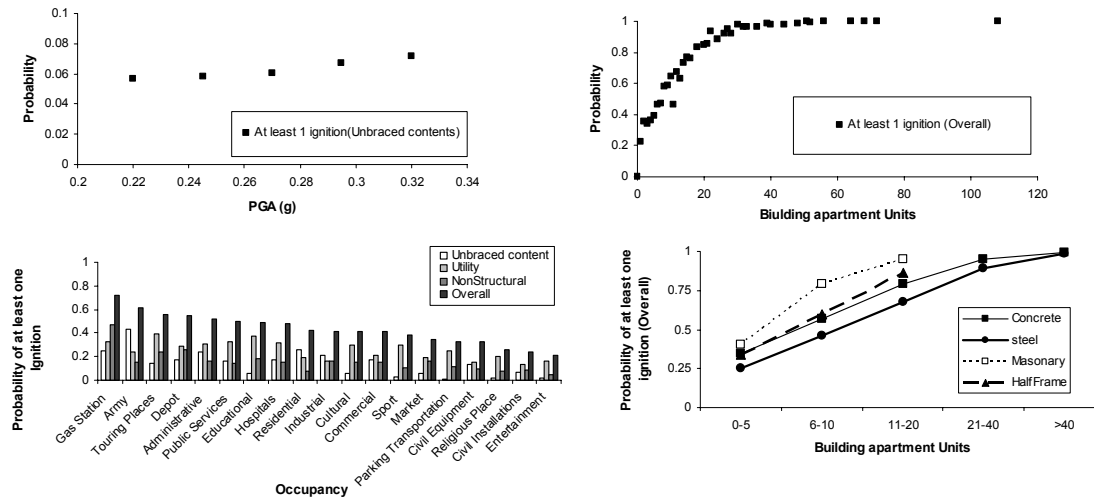 0.1
0.08
0.06
0.04
0.02
0
Probability
At least 1 ignition(Unbraced contents)
0.2 0.22 0.24 0.26 0.28 0.3 0.32 0.34
PGA (g)
1
0.8
0.6
0.4
0.2
0
Probability
At least 1 ignition (Overall)
0 20 40 60 80 100 120
Biulding apartment Units
Unbraced content
Utility
NonStructural
Overall
1
0.8
0.6
0.4
0.2
0
Probability of at least one
Ignition
Gas Station
Army
Touring Places
Depot
Administrative
Public Services
Educational
Hospitals
Residential
Industrial
Cultural
Commercial
Sport
Market
Parking Transportation
Civil Equipment
Religious Place
Civil Installations
Entertainment
Occupancy
1
0.75
0.5
0.25
0
Probability of at least one
ignition (Overall)
Concrete
steel
Masonary
HalfFrame
0-5 6-10 11-20 21-40 >40
Building apartment Units